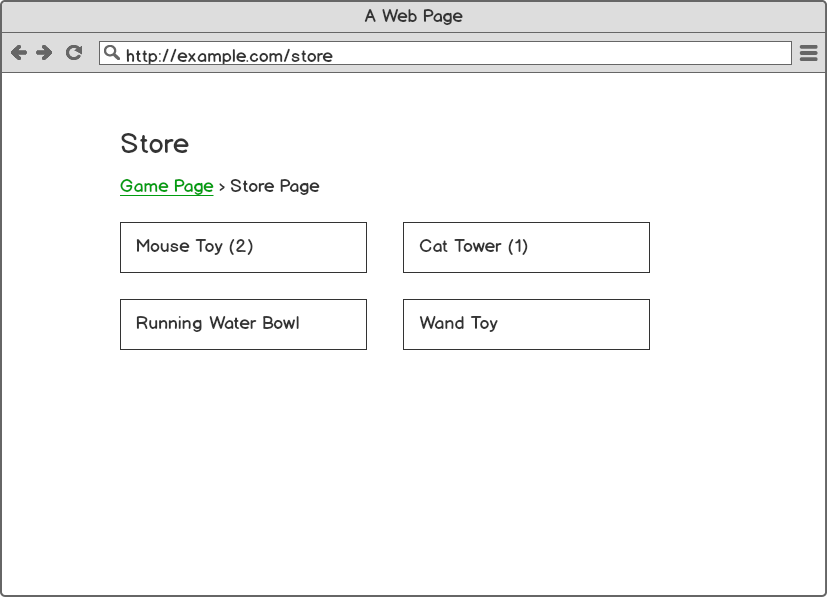 A Web Page
http://example.com/store
Store
Game Page > Store Page
Mouse Toy (2)
Cat Tower (1)
Running Water Bowl
Wand Toy